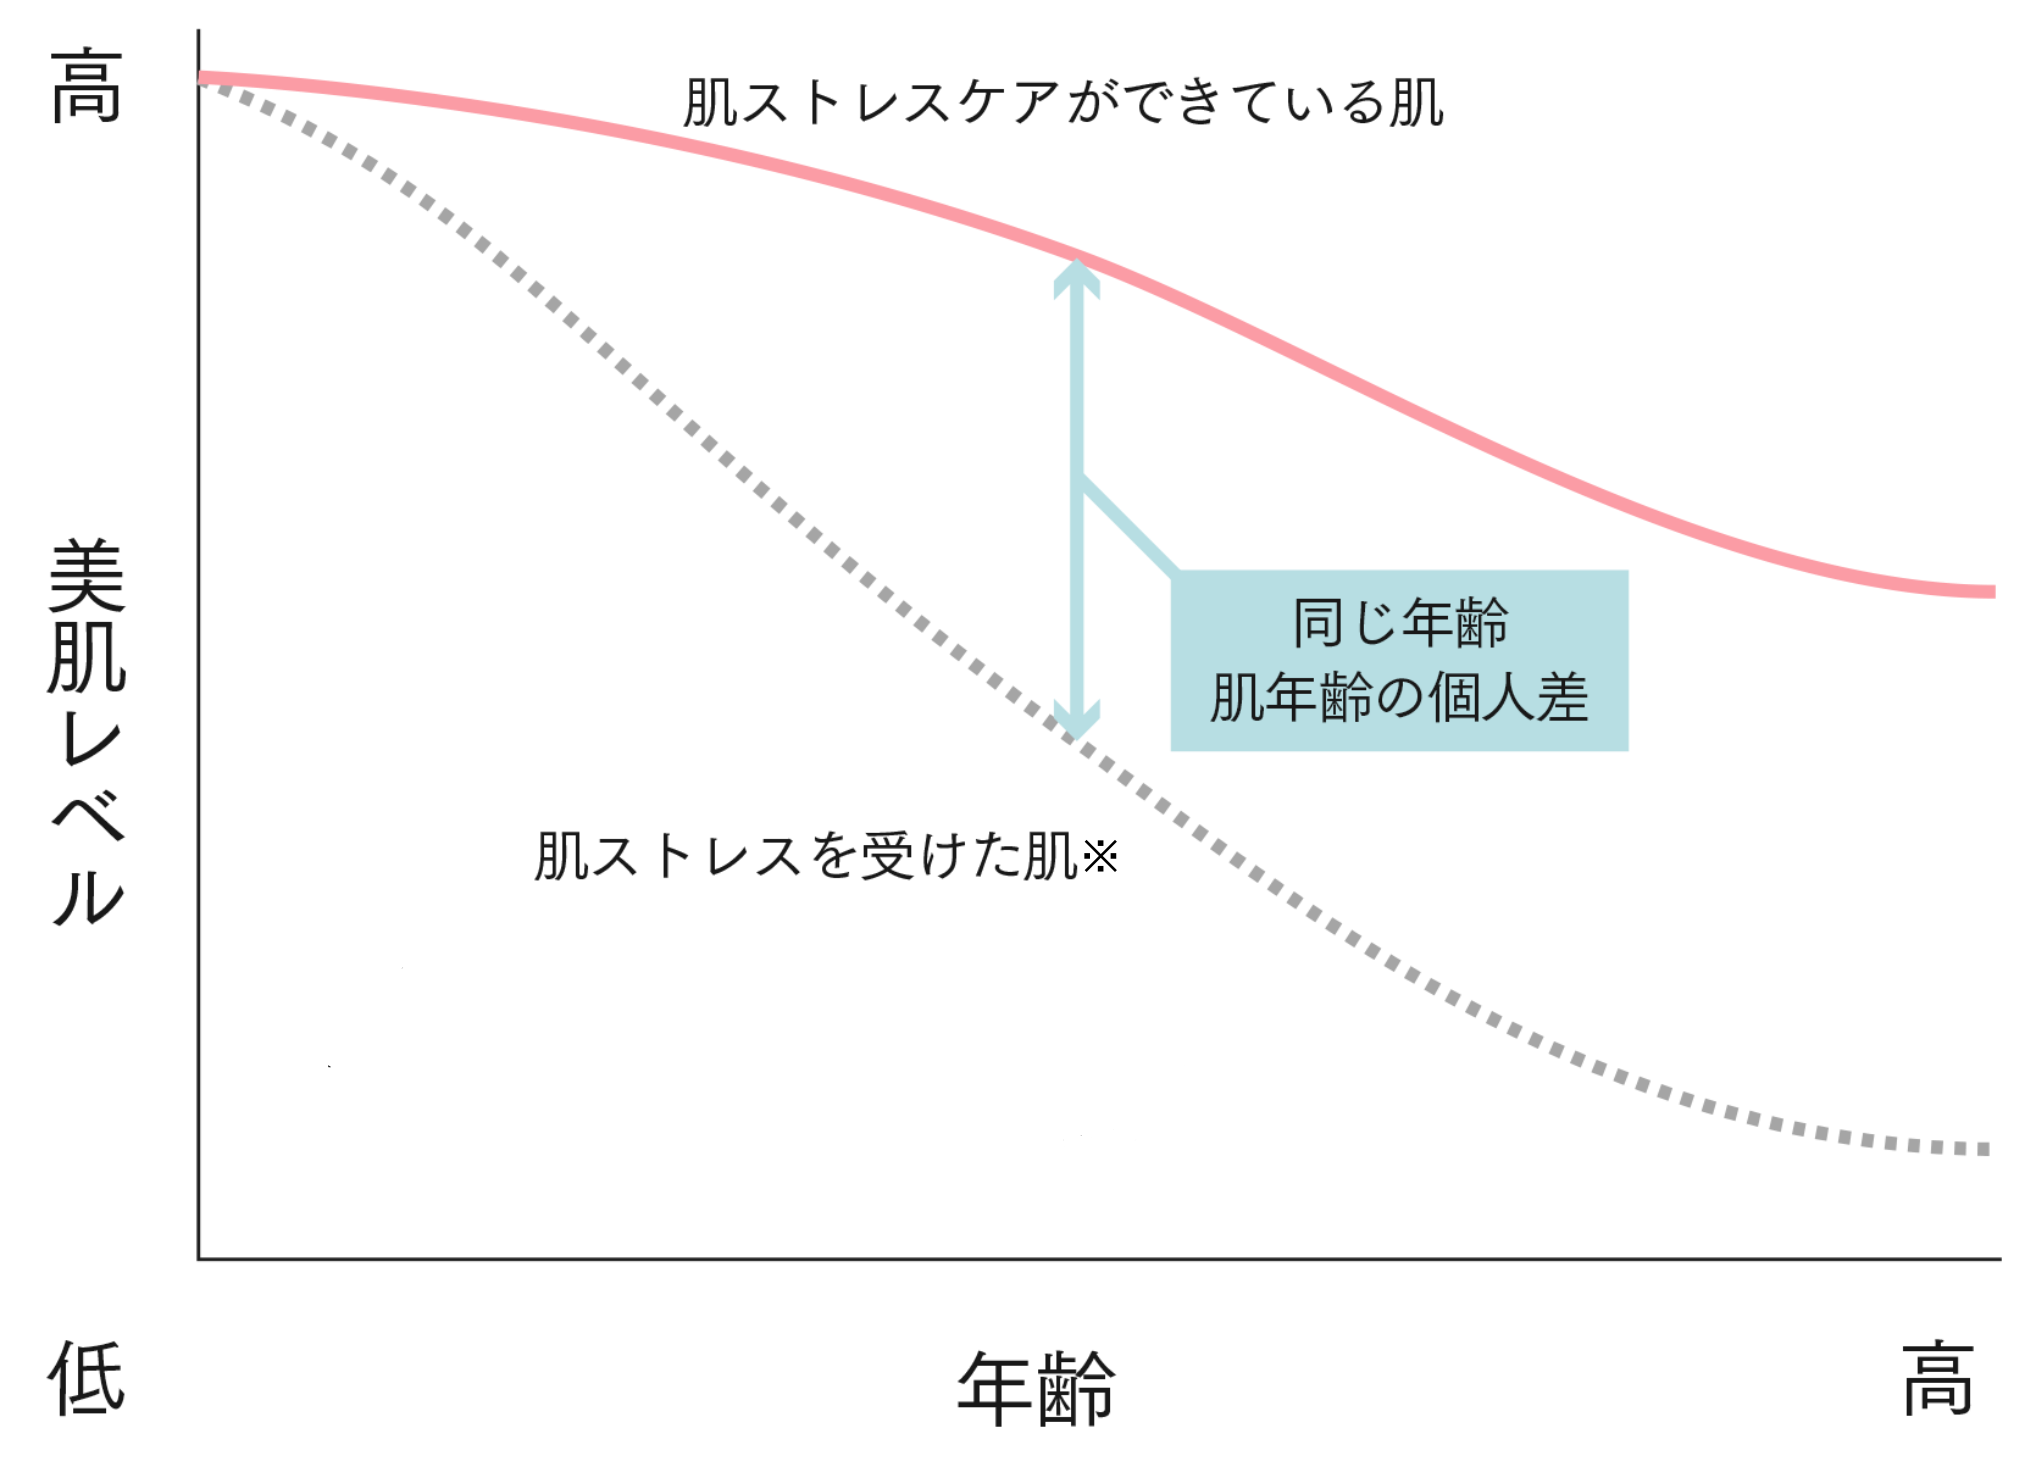 高
肌ストレスケアができている肌
美肌レベル
同じ年齢
肌年齢の個人差
肌ストレスを受けた肌※
低
年齢
高